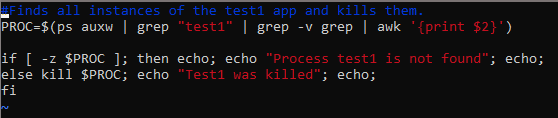 #Finds all instances of the test1 app and kills them.
PROC=$(ps auxw | grep "test1" | grep -v grep | awk '{print $2}')
if [ -z $PROC ]; then echo; echo "Process test1 is not found"; echo;
else kill $PROC; echo "Test1 was killed"; echo;
fi
~